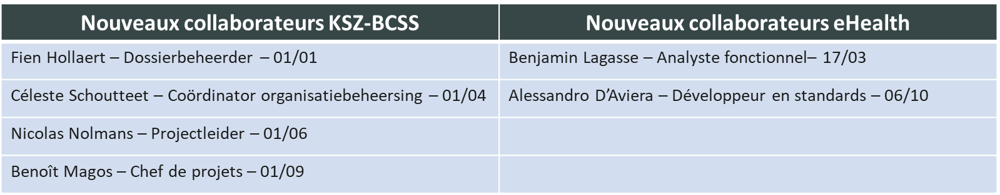 Nouveaux collaborateurs KSZ-BCSS
Nouveaux collaborateurs eHealth
Fien Hollaert – Dossierbeheerder – 01/01
Benjamin Lagasse – Analyste fonctionnel– 17/03
Céleste Schoutteet – Coördinator organisatiebeheersing – 01/04
Alessandro D’Aviera – Développeur en standards – 06/10
Nicolas Nolmans – Projectleider – 01/06
Benoît Magos – Chef de projets – 01/09